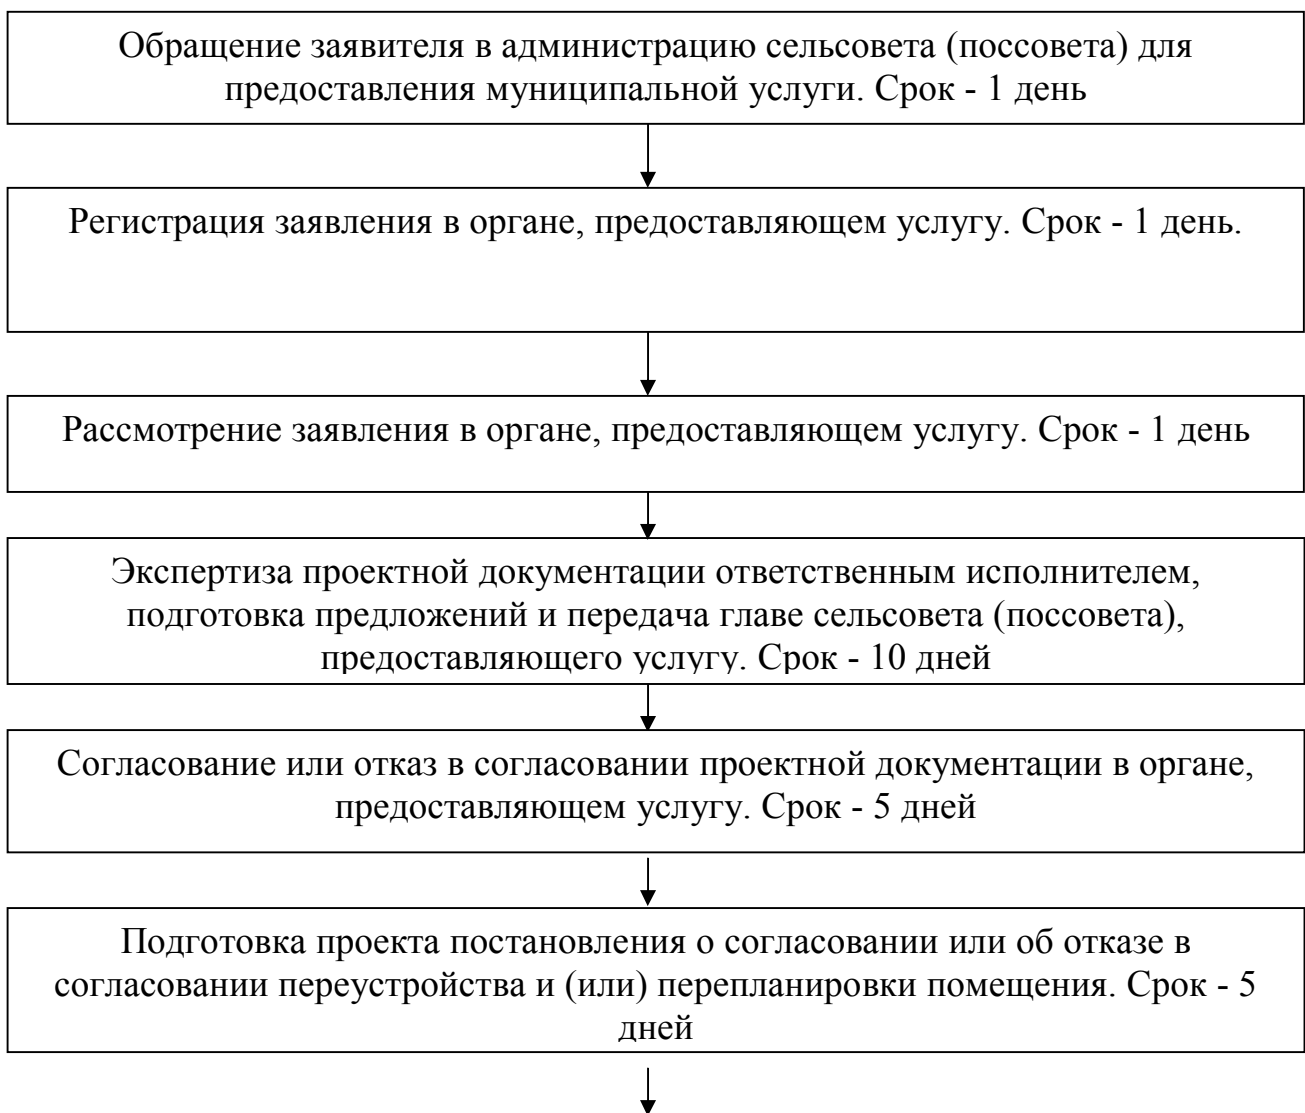 Обращение заявителя в администрацию сельсовета (поссовета) для
предоставления муниципальной услуги. Срок - 1 день
Регистрация заявления в органе, предоставляющем услугу. Срок - 1 день.
Рассмотрение заявления в органе, предоставляющем услугу. Срок - 1 день
Экспертиза проектной документации ответственным исполнителем,
подготовка предложений и передача главе сельсовета (поссовета),
предоставляющего услугу. Срок - 10 дней
Согласование или отказ в согласовании проектной документации в органе,
предоставляющем услугу. Срок - 5 дней
Подготовка проекта постановления о согласовании или об отказе в
согласовании переустройства и (или) перепланировки помещения. Срок - 5
дней